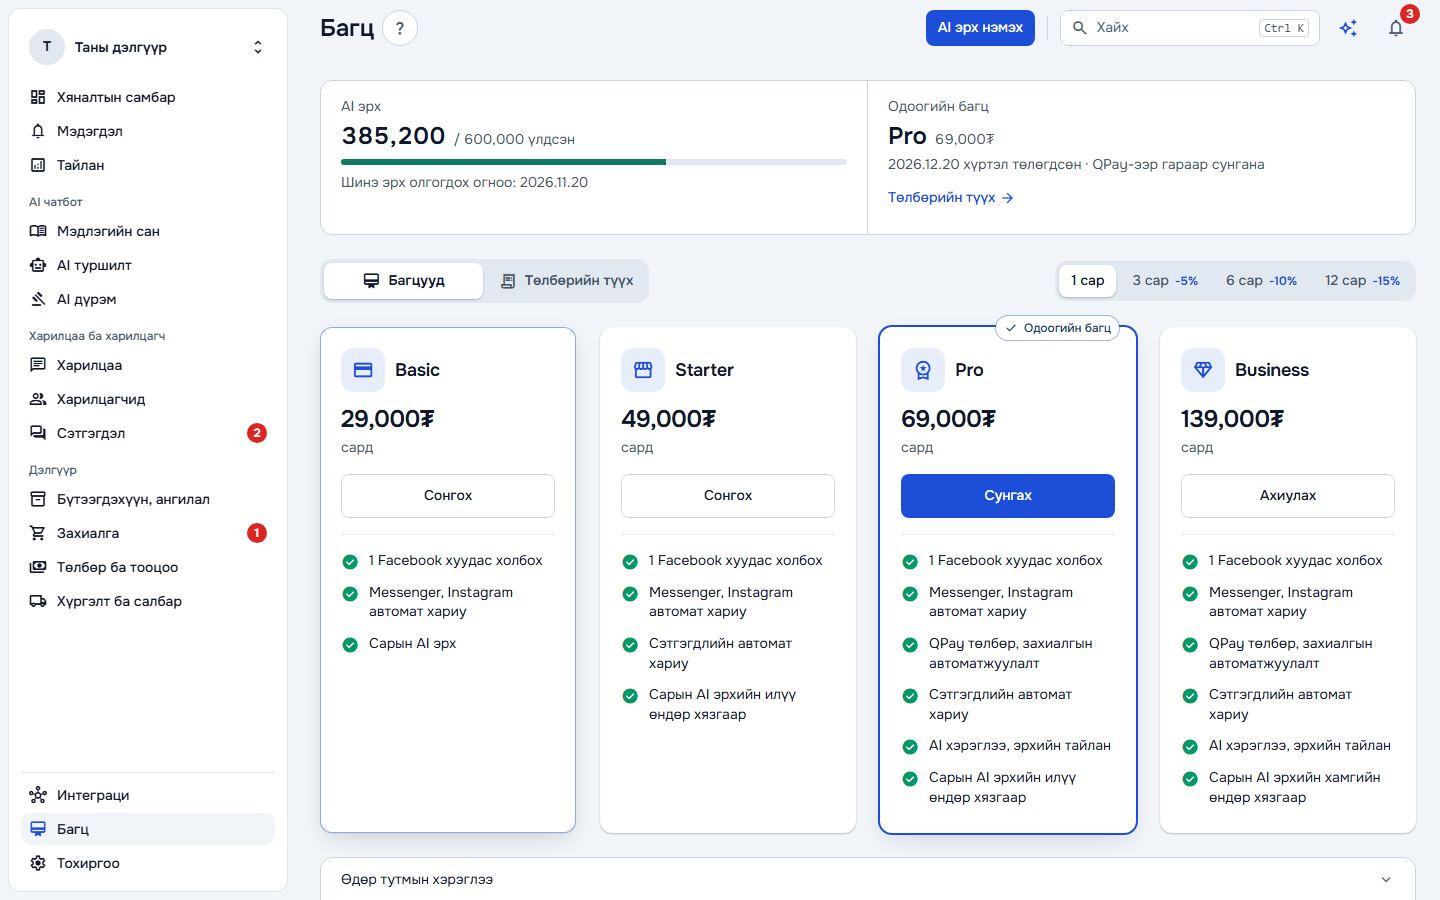 Т
Таны дэлгүүр
Хяналтын самбар
Мэдэгдэл
Тайлан
AI чатбот
Мэдлэгийн сан
AI туршилт
AI дүрэм
Харилцаа ба харилцагч
Харилцаа
Харилцагчид
Сэтгэгдэл 2
Дэлгүүр
Бүтээгдэхүүн, ангилал
Захиалга 1
Төлбөр ба тооцоо
Хүргэлт ба салбар
Интеграци
Багц
Тохиргоо
Багц ?
AI эрх нэмэх
Хайх Ctrl K
3
AI эрх
385,200 / 600,000 үлдсэн
Шинэ эрх олгогдох огноо: 2026.11.20
Одоогийн багц
Pro 69,000₮
2026.12.20 хүртэл төлөгдсөн · QPay-ээр гараар сунгана
Төлбөрийн түүх →
Багцууд Төлбөрийн түүх
1 сар 3 сар -5% 6 сар -10% 12 сар -15%
Basic
29,000₮
сард
Сонгох
1 Facebook хуудас холбох
Messenger, Instagram
автомат хариу
Сарын AI эрх
Starter
49,000₮
сард
Сонгох
1 Facebook хуудас холбох
Messenger, Instagram
автомат хариу
Сэтгэгдлийн автомат
хариу
Сарын AI эрхийн илүү
өндөр хязгаар
Одоогийн багц
Pro
69,000₮
сард
Сунгах
1 Facebook хуудас холбох
Messenger, Instagram
автомат хариу
QPay төлбөр, захиалгын
автоматжуулалт
Сэтгэгдлийн автомат
хариу
AI хэрэглээ, эрхийн тайлан
Сарын AI эрхийн илүү
өндөр хязгаар
Business
139,000₮
сард
Ахиулах
1 Facebook хуудас холбох
Messenger, Instagram
автомат хариу
QPay төлбөр, захиалгын
автоматжуулалт
Сэтгэгдлийн автомат
хариу
AI хэрэглээ, эрхийн тайлан
Сарын AI эрхийн хамгийн
өндөр хязгаар
Өдөр тутмын хэрэглээ